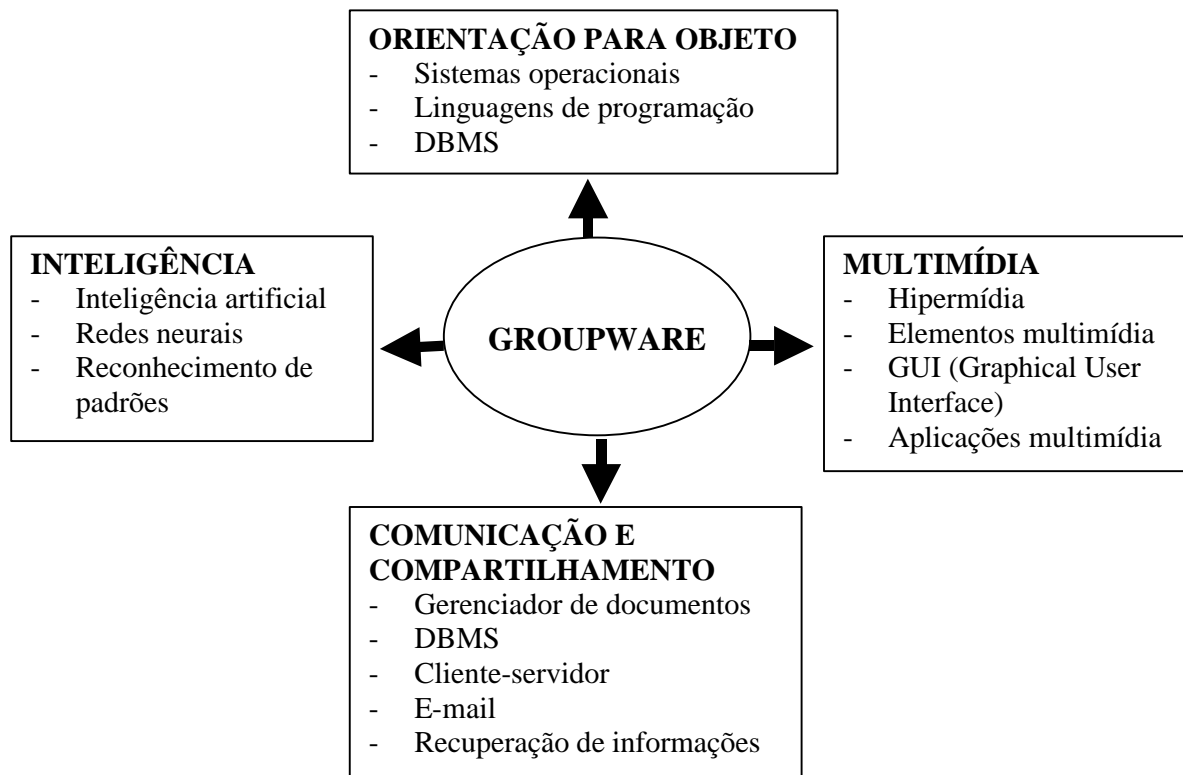 ORIENTAÇÃO PARA OBJETO
- Sistemas operacionais
- Linguagens de programação
- DBMS
INTELIGÊNCIA
- Inteligência artificial
- Redes neurais
- Reconhecimento de
padrões
GROUPWARE
MULTIMÍDIA
- Hipermídia
- Elementos multimídia
- GUI (Graphical User
Interface)
- Aplicações multimídia
COMUNICAÇÃO E
COMPARTILHAMENTO
- Gerenciador de documentos
- DBMS
- Cliente-servidor
- E-mail
- Recuperação de informações